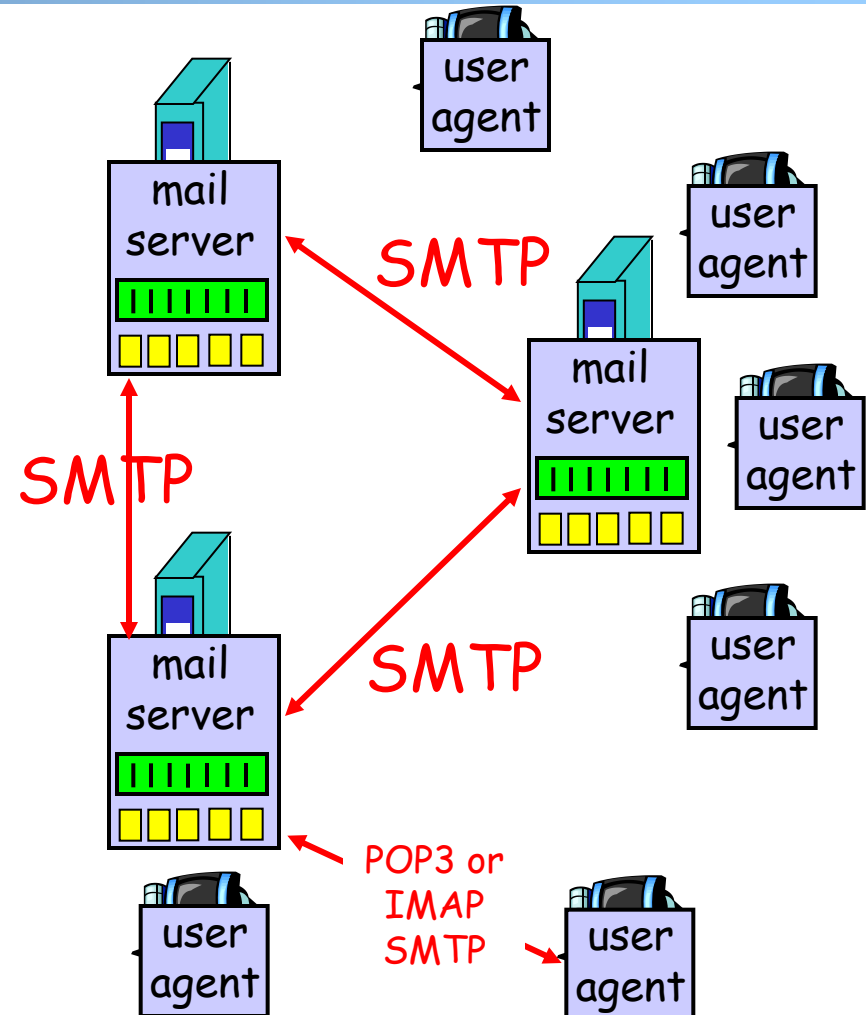 user
agent
mail
server
user
agent
SMTP
mail
server
user
agent
SMTP
user
agent
SMTP
mail
server
POP3 or
IMAP
SMTP
user
agent
user
agent